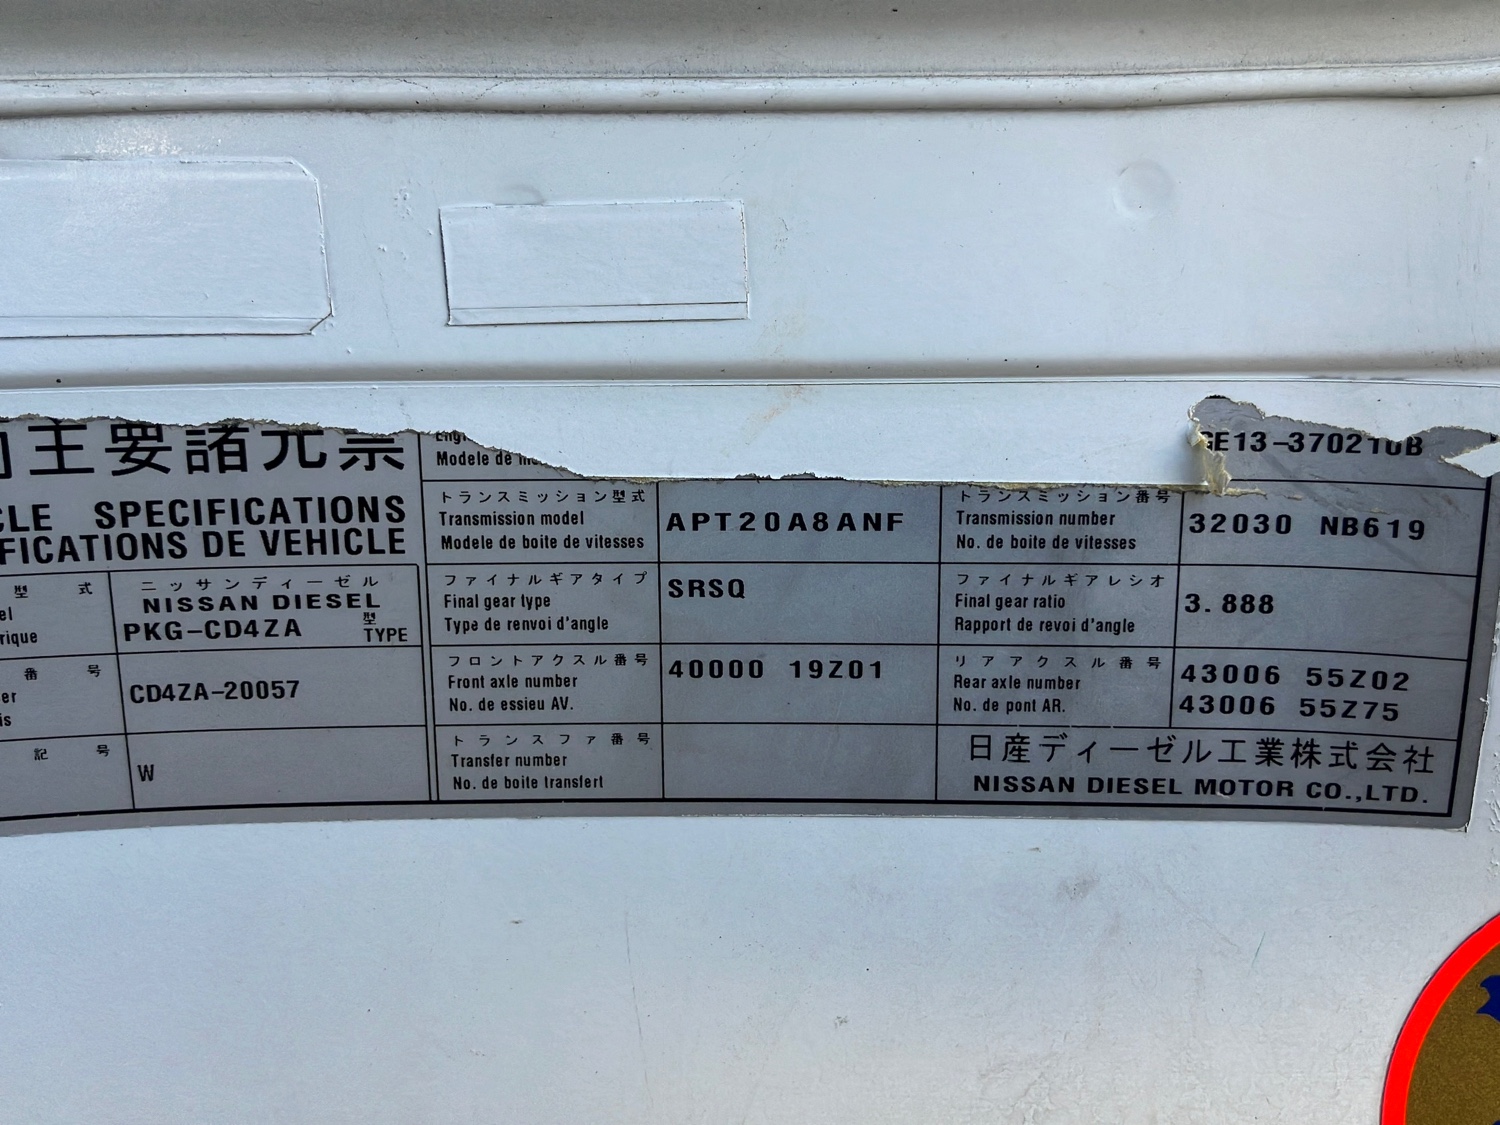 主要諸元票
CLE SPECIFICATIONS
FICATIONS DE VEHICLE
型 式
ニッサンディーゼル
NISSAN DIESEL
PKG-CD4ZA
型
TYPE
番 号
CD4ZA-20057
記 号
W
Modele de
GE13-370210B
トランスミッション型式
Transmission model
Modele de boite de vitesses
APT20A8ANF
トランスミッション番号
Transmission number
No. de boite de vitesses
32030 NB619
ファイナルギアタイプ
Final gear type
Type de renvoi d'angle
SRSQ
ファイナルギアレシオ
Final gear ratio
Rapport de revoi d'angle
3.888
フロントアクスル番号
Front axle number
No. de essieu AV.
40000 19Z01
リアアクスル番号
Rear axle number
No. de pont AR.
43006 55Z02
43006 55Z75
トランスファ番号
Transfer number
No. de boite transfert
日産ディーゼル工業株式会社
NISSAN DIESEL MOTOR CO.,LTD.